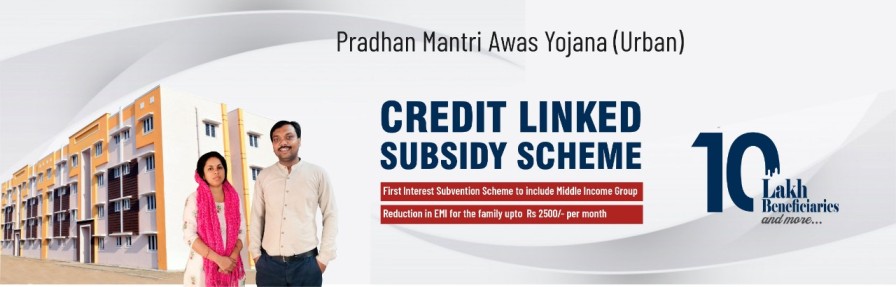 Pradhan Mantri Awas Yojana (Urban)
CREDIT LINKED
SUBSIDY SCHEME
First Interest Subvention Scheme to include Middle Income Group
Reduction in EMI for the family upto Rs 2500/- per month
10
Lakh
Beneficiaries
and more...